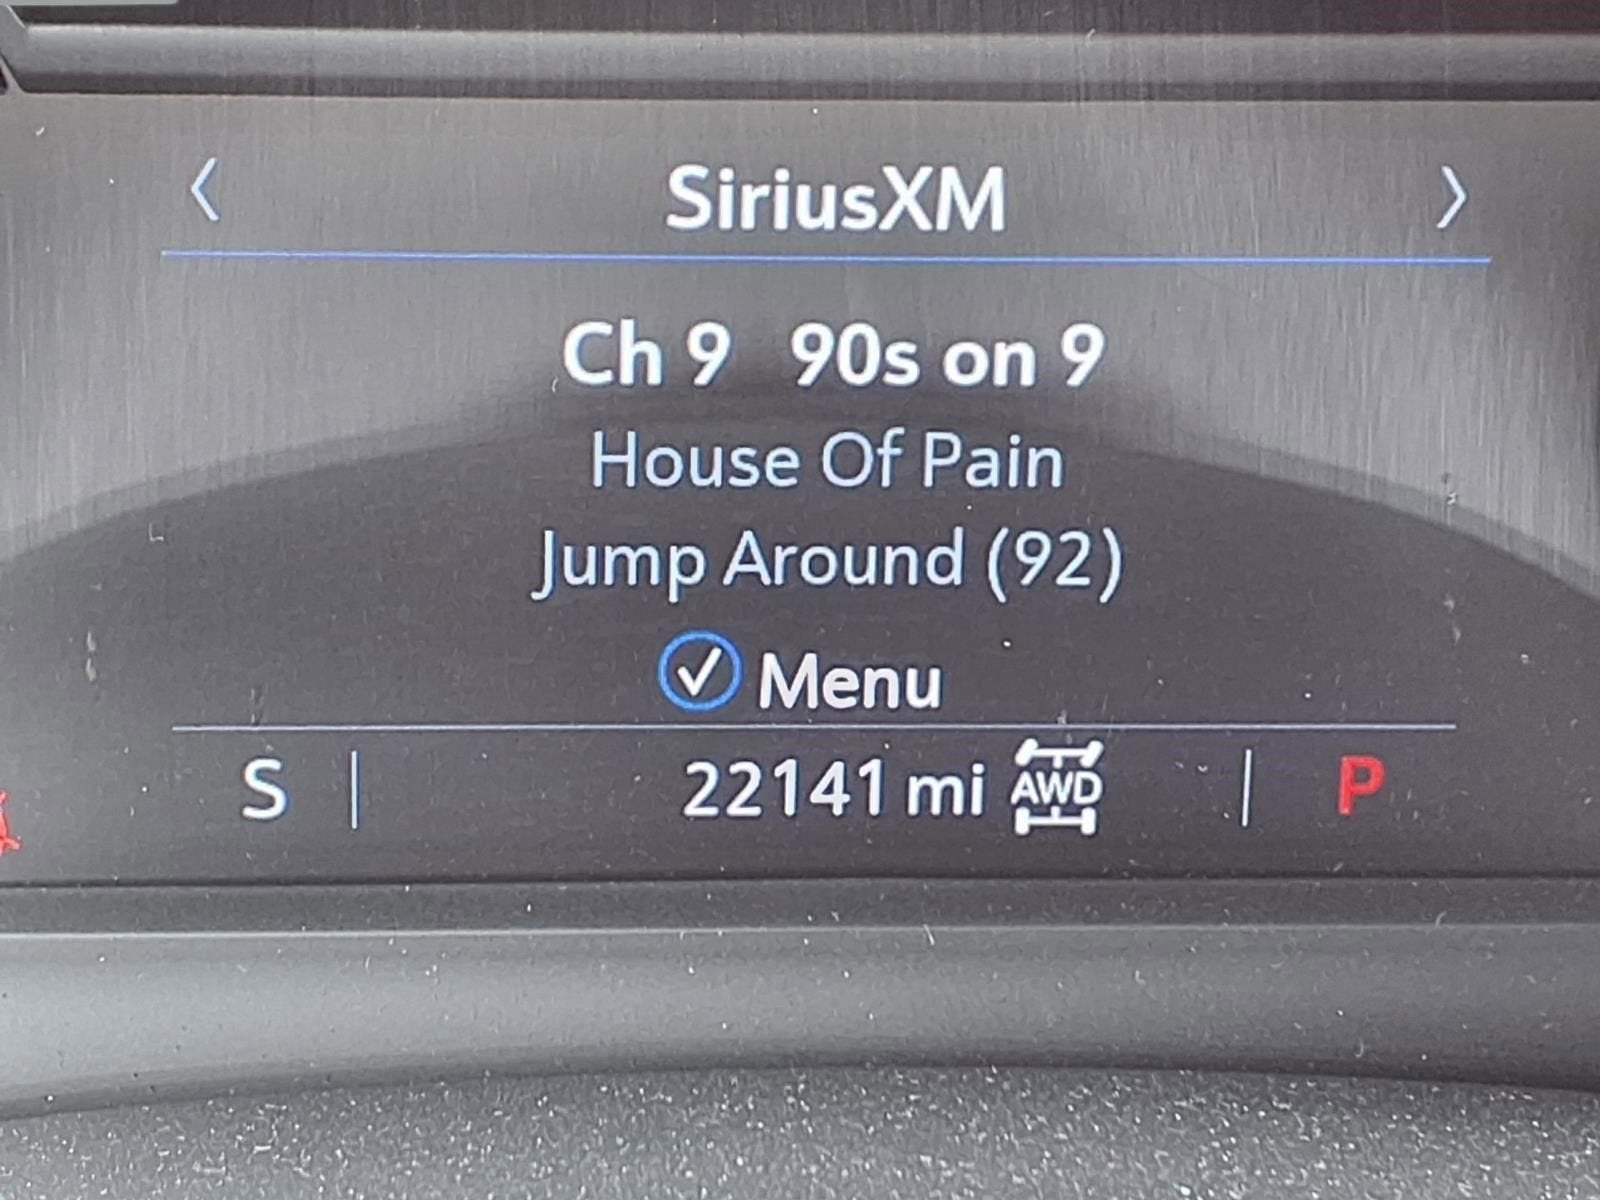 SiriusXM
Ch 9 90s on 9
House Of Pain
Jump Around (92)
Menu
S 22141 mi AWD P